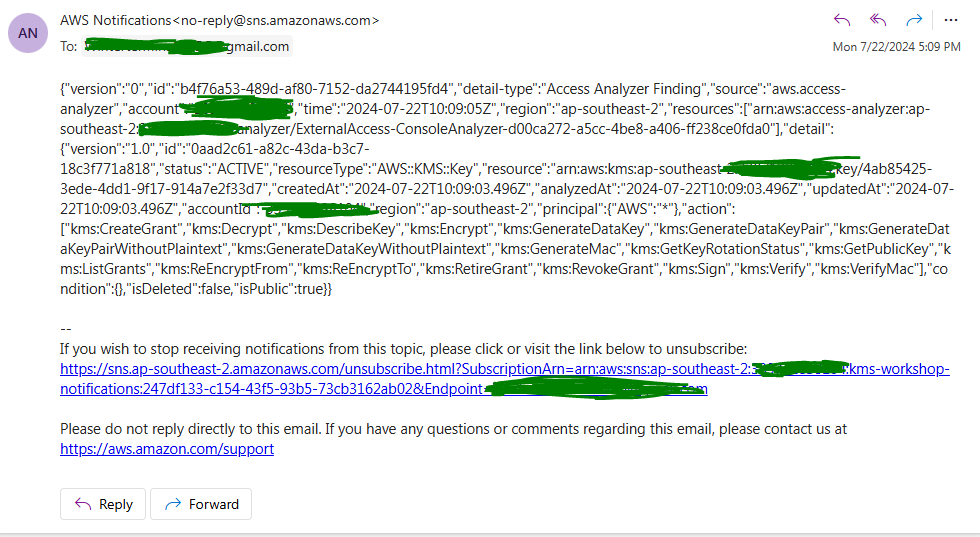 AN
AWS Notifications<no-reply@sns.amazonaws.com>
To: gmail.com
Mon 7/22/2024 5:09 PM
{"version":"0","id":"b4f76a53-489d-af80-7152-da2744195fd4","detail-type":"Access Analyzer Finding","source":"aws.access-
analyzer","account" ,"time":"2024-07-22T10:09:05Z","region":"ap-southeast-2","resources":["arn:aws:access-analyzer:ap-
southeast-2: analyzer/ExternalAccess-ConsoleAnalyzer-d00ca272-a5cc-4be8-a406-ff238ce0fda0"],"detail":
{"version":"1.0","id":"0aad2c61-a82c-43da-b3c7-
18c3f771a818","status":"ACTIVE","resourceType":"AWS::KMS::Key","resource":"arn:aws:kms:ap-southeast- key/4ab85425-
3ede-4dd1-9f17-914a7e2f33d7","createdAt":"2024-07-22T10:09:03.496Z","analyzedAt":"2024-07-22T10:09:03.496Z","updatedAt":"2024-07-
22T10:09:03.496Z","accountId": "region":"ap-southeast-2","principal":{"AWS":"*"},"action":
["kms:CreateGrant","kms:Decrypt","kms:DescribeKey","kms:Encrypt","kms:GenerateDataKey","kms:GenerateDataKeyPair","kms:GenerateDat
aKeyPairWithoutPlaintext","kms:GenerateDataKeyWithoutPlaintext","kms:GenerateMac","kms:GetKeyRotationStatus","kms:GetPublicKey","k
ms:ListGrants","kms:ReEncryptFrom","kms:ReEncryptTo","kms:RetireGrant","kms:RevokeGrant","kms:Sign","kms:Verify","kms:VerifyMac"],"co
ndition":{},"isDeleted":false,"isPublic":true}}
--
If you wish to stop receiving notifications from this topic, please click or visit the link below to unsubscribe:
https://sns.ap-southeast-2.amazonaws.com/unsubscribe.html?SubscriptionArn=arn:aws:sns:ap-southeast-2: :kms-workshop-
notifications:247df133-c154-43f5-93b5-73cb3162ab02&Endpoint
Please do not reply directly to this email. If you have any questions or comments regarding this email, please contact us at
https://aws.amazon.com/support
Reply
Forward